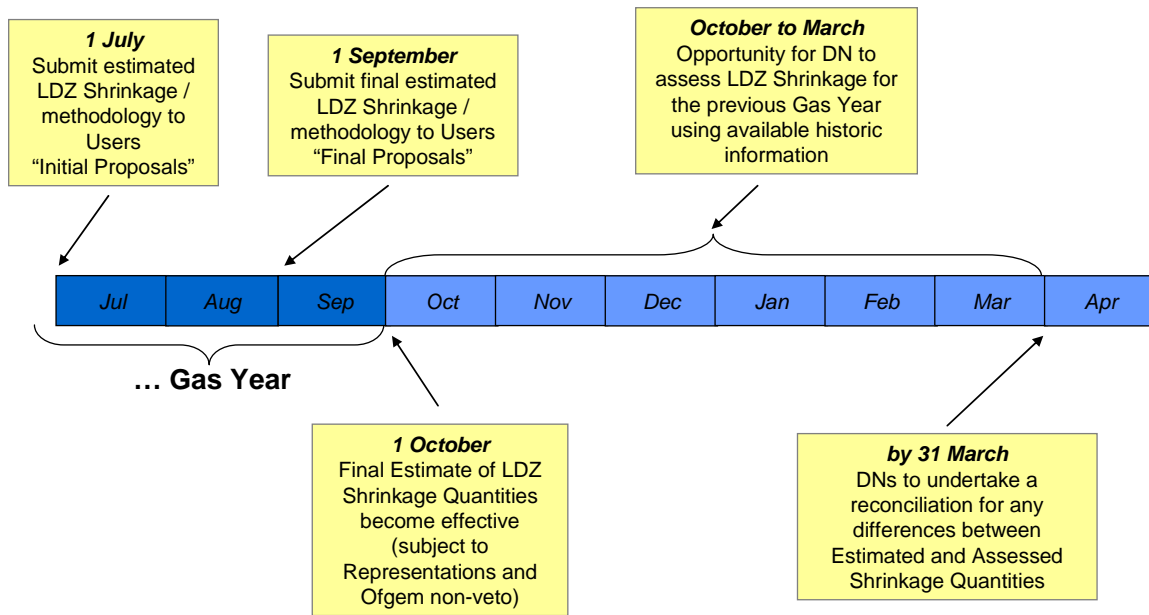 1 July
Submit estimated
LDZ Shrinkage /
methodology to
Users
“Initial Proposals”
1 September
Submit final estimated
LDZ Shrinkage /
methodology to Users
“Final Proposals”
October to March
Opportunity for DN to
assess LDZ Shrinkage for
the previous Gas Year
using available historic
information
Jul Aug Sep Oct Nov Dec Jan Feb Mar Apr
... Gas Year
1 October
Final Estimate of LDZ
Shrinkage Quantities
become effective
(subject to
Representations and
Ofgem non-veto)
by 31 March
DNs to undertake a
reconciliation for any
differences between
Estimated and Assessed
Shrinkage Quantities